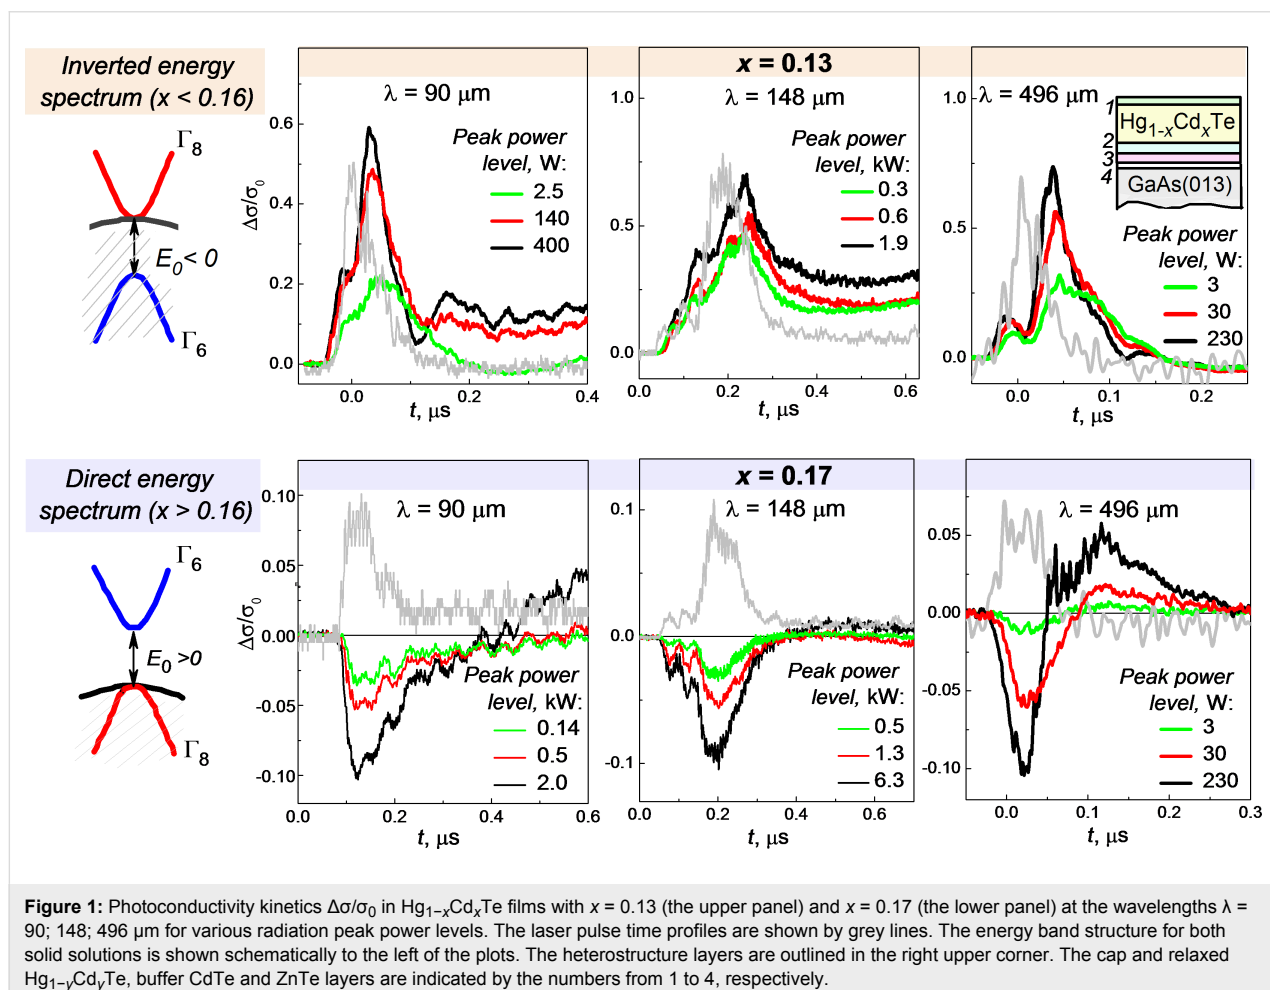 Inverted energy
spectrum (x < 0.16)
Γ8
E0< 0
Γ6
x = 0.13
λ = 90 μm
Peak power
level, W:
2.5
140
400
Δσ/σ0
0.6
0.4
0.2
0.0
0.0 0.2 0.4
t, μs
λ = 148 μm
Peak power
level, kW:
0.3
0.6
1.9
1.0
0.5
0.0
0.0 0.2 0.4 0.6
t, μs
λ = 496 μm
1
Hg1-xCdxTe
2
3
4
GaAs(013)
Peak power
level, W:
3
30
230
1.0
0.5
0.0
0.0 0.1 0.2
t, μs
Direct energy
spectrum (x > 0.16)
Γ6
E0 >0
Γ8
x = 0.17
λ = 90 μm
Δσ/σ0
0.10
0.05
0.00
-0.05
-0.10
Peak power
level, kW:
0.14
0.5
2.0
0.0 0.2 0.4 0.6
t, μs
λ = 148 μm
0.1
0.0
-0.1
Peak power
level, kW:
0.5
1.3
6.3
0.0 0.2 0.4 0.6
t, μs
λ = 496 μm
0.05
0.00
-0.05
-0.10
Peak power
level, W:
3
30
230
0.0 0.1 0.2 0.3
t, μs
Figure 1: Photoconductivity kinetics Δσ/σ0 in Hg1−xCdxTe films with x = 0.13 (the upper panel) and x = 0.17 (the lower panel) at the wavelengths λ =
90; 148; 496 μm for various radiation peak power levels. The laser pulse time profiles are shown by grey lines. The energy band structure for both
solid solutions is shown schematically to the left of the plots. The heterostructure layers are outlined in the right upper corner. The cap and relaxed
Hg1−yCdyTe, buffer CdTe and ZnTe layers are indicated by the numbers from 1 to 4, respectively.